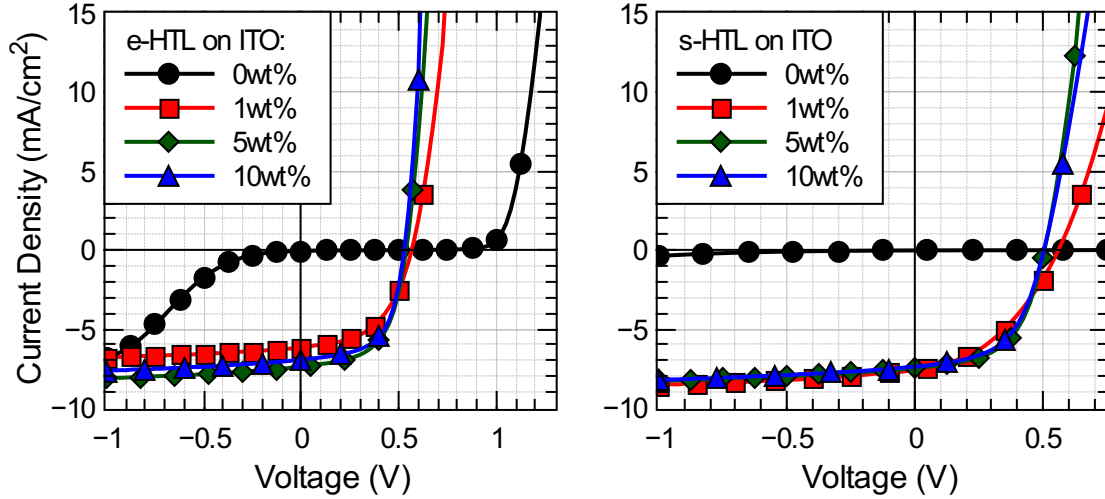 e-HTL on ITO:
0wt%
1wt%
5wt%
10wt%
15
10
5
0
−5
−10
−1
−0.5
0
0.5
1
Voltage (V)
Current Density (mA/cm²)
s-HTL on ITO
0wt%
1wt%
5wt%
10wt%
15
10
5
0
−5
−10
−1
−0.5
0
0.5
Voltage (V)